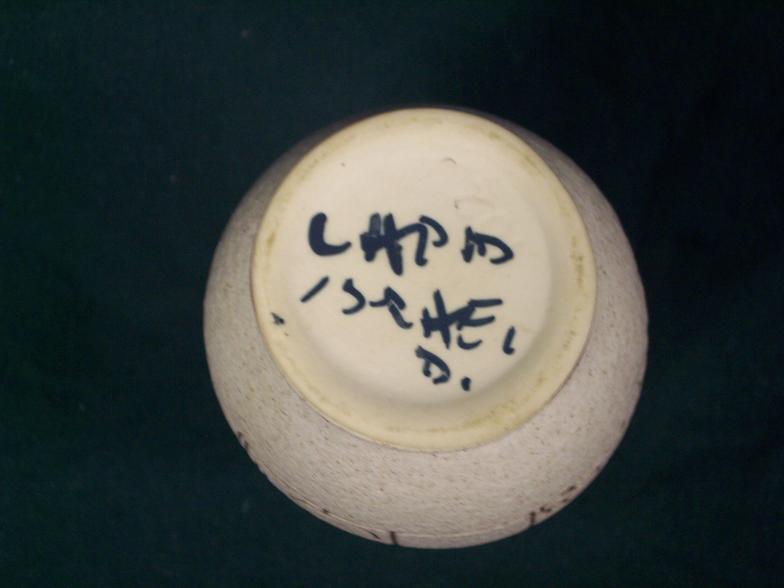 LAPID
ISRAEL,
D.